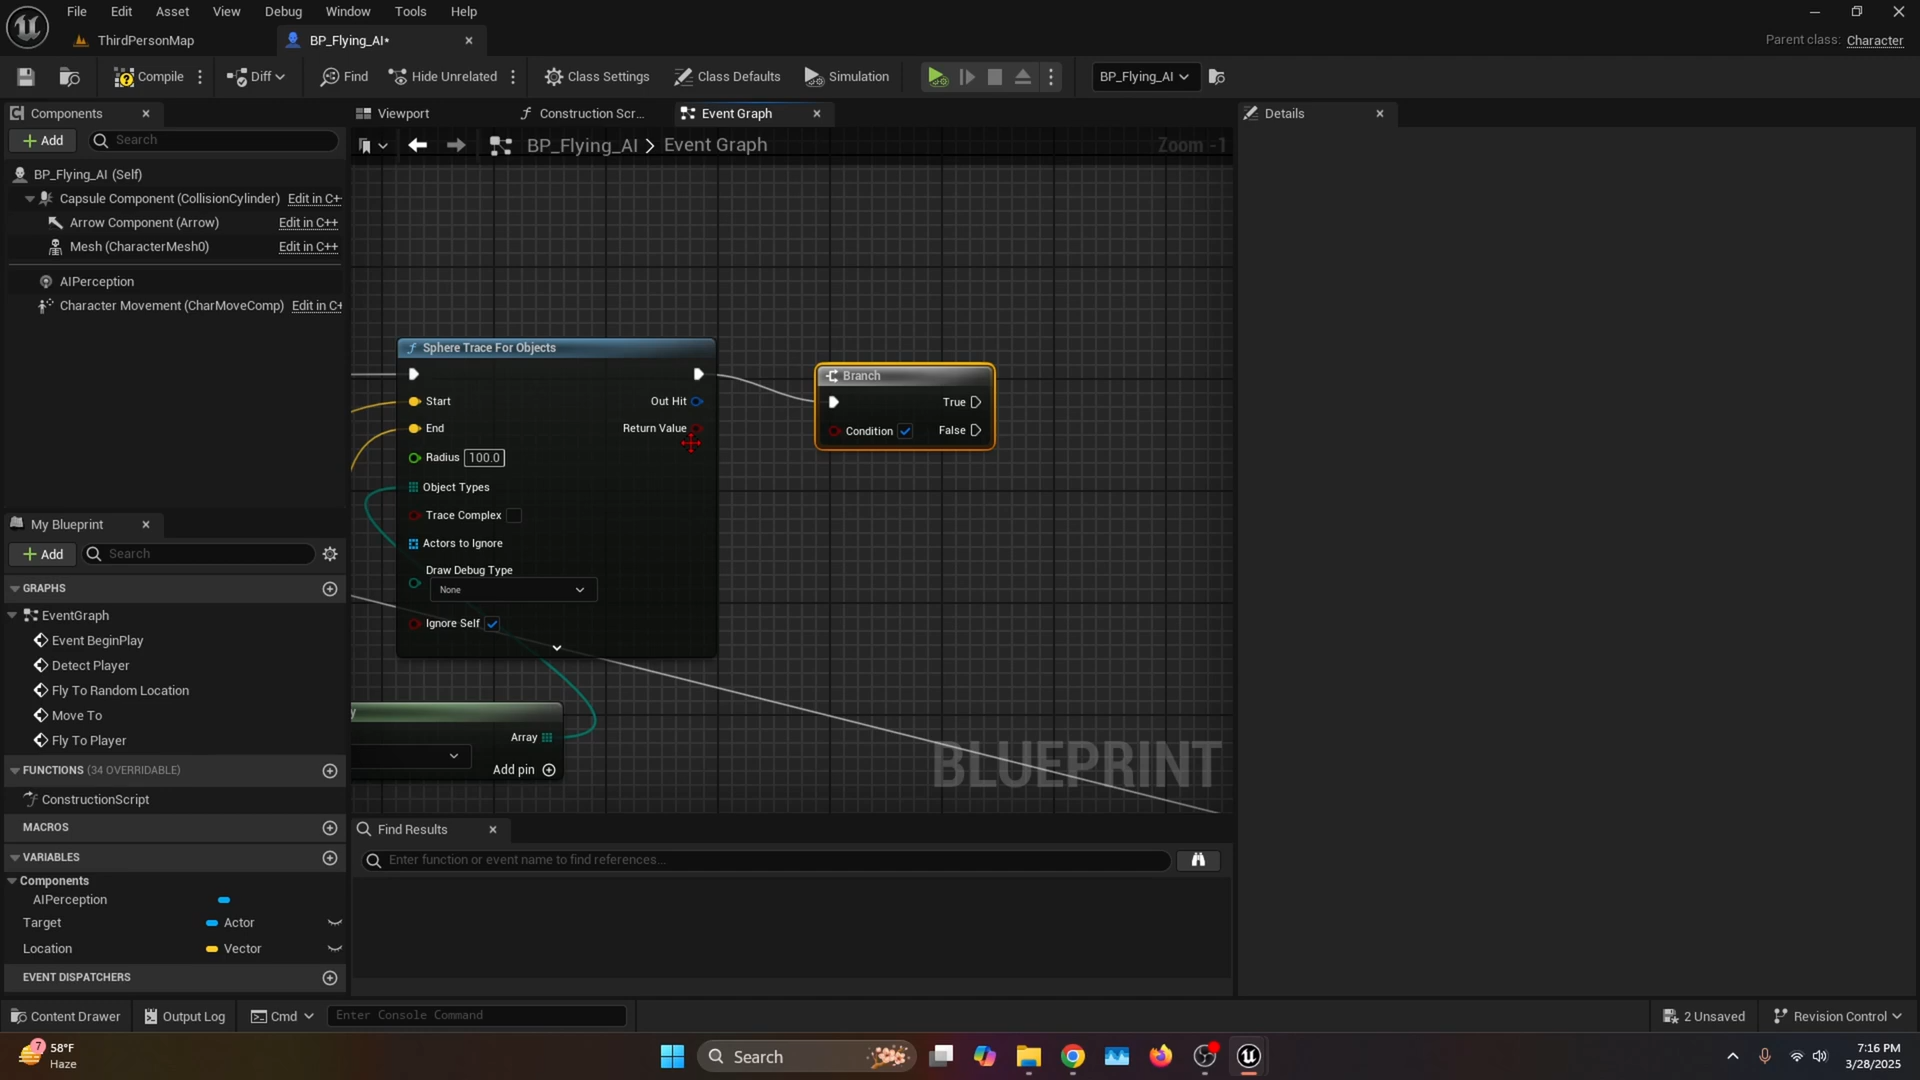 File Edit Asset View Debug Window Tools Help
ThirdPersonMap
BP_Flying_AI*
Parent class: Character
Compile
Diff
Find
Hide Unrelated
Class Settings
Class Defaults
Simulation
BP_Flying_AI
Components
Add
Search
BP_Flying_AI (Self)
Capsule Component (CollisionCylinder) Edit in C++
Arrow Component (Arrow) Edit in C++
Mesh (CharacterMesh0) Edit in C++
AIPerception
Character Movement (CharMoveComp) Edit in C+
My Blueprint
Add
Search
GRAPHS
EventGraph
Event BeginPlay
Detect Player
Fly To Random Location
Move To
Fly To Player
FUNCTIONS (34 OVERRIDABLE)
ConstructionScript
MACROS
VARIABLES
Components
AIPerception
Target Actor
Location Vector
EVENT DISPATCHERS
Viewport
Construction Scr...
Event Graph
BP_Flying_AI > Event Graph
Zoom -1
Sphere Trace For Objects
Start
Out Hit
End
Return Value
Radius 100.0
Object Types
Trace Complex
Actors to Ignore
Draw Debug Type
None
Ignore Self
Branch
True
Condition
False
y
Array
Add pin
BLUEPRINT
Find Results
Enter function or event name to find references...
Details
Content Drawer
Output Log
Cmd
Enter Console Command
2 Unsaved
Revision Control
7
58°F
Haze
Search
7:16 PM
3/28/2025